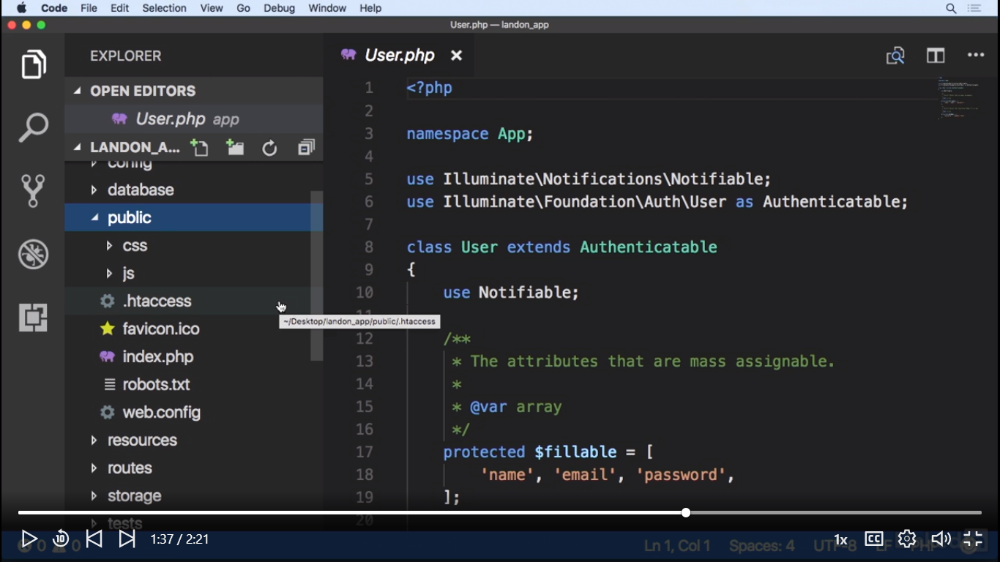 Code File Edit Selection View Go Debug Window Help
User.php — landon_app
EXPLORER
OPEN EDITORS
User.php app
LANDON_A...
config
database
public
css
js
.htaccess
favicon.ico
index.php
robots.txt
web.config
resources
routes
storage
tests
User.php
1 <?php
2
3 namespace App;
4
5 use Illuminate\Notifications\Notifiable;
6 use Illuminate\Foundation\Auth\User as Authenticatable;
7
8 class User extends Authenticatable
9 {
10 use Notifiable;
11
~/Desktop/landon_app/public/.htaccess
12 /**
13 * The attributes that are mass assignable.
14 *
15 * @var array
16 */
17 protected $fillable = [
18 'name', 'email', 'password',
19 ];
20
10 1:37 / 2:21 1x CC
0 0 Ln 1, Col 1 Spaces: 4 UTF-8 LF PHP